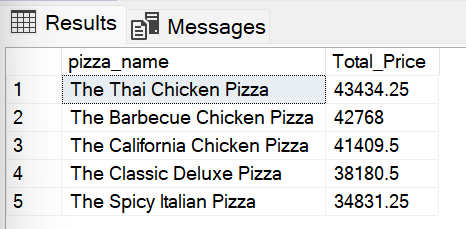 Results Messages
pizza_name Total_Price
1 The Thai Chicken Pizza 43434.25
2 The Barbecue Chicken Pizza 42768
3 The California Chicken Pizza 41409.5
4 The Classic Deluxe Pizza 38180.5
5 The Spicy Italian Pizza 34831.25